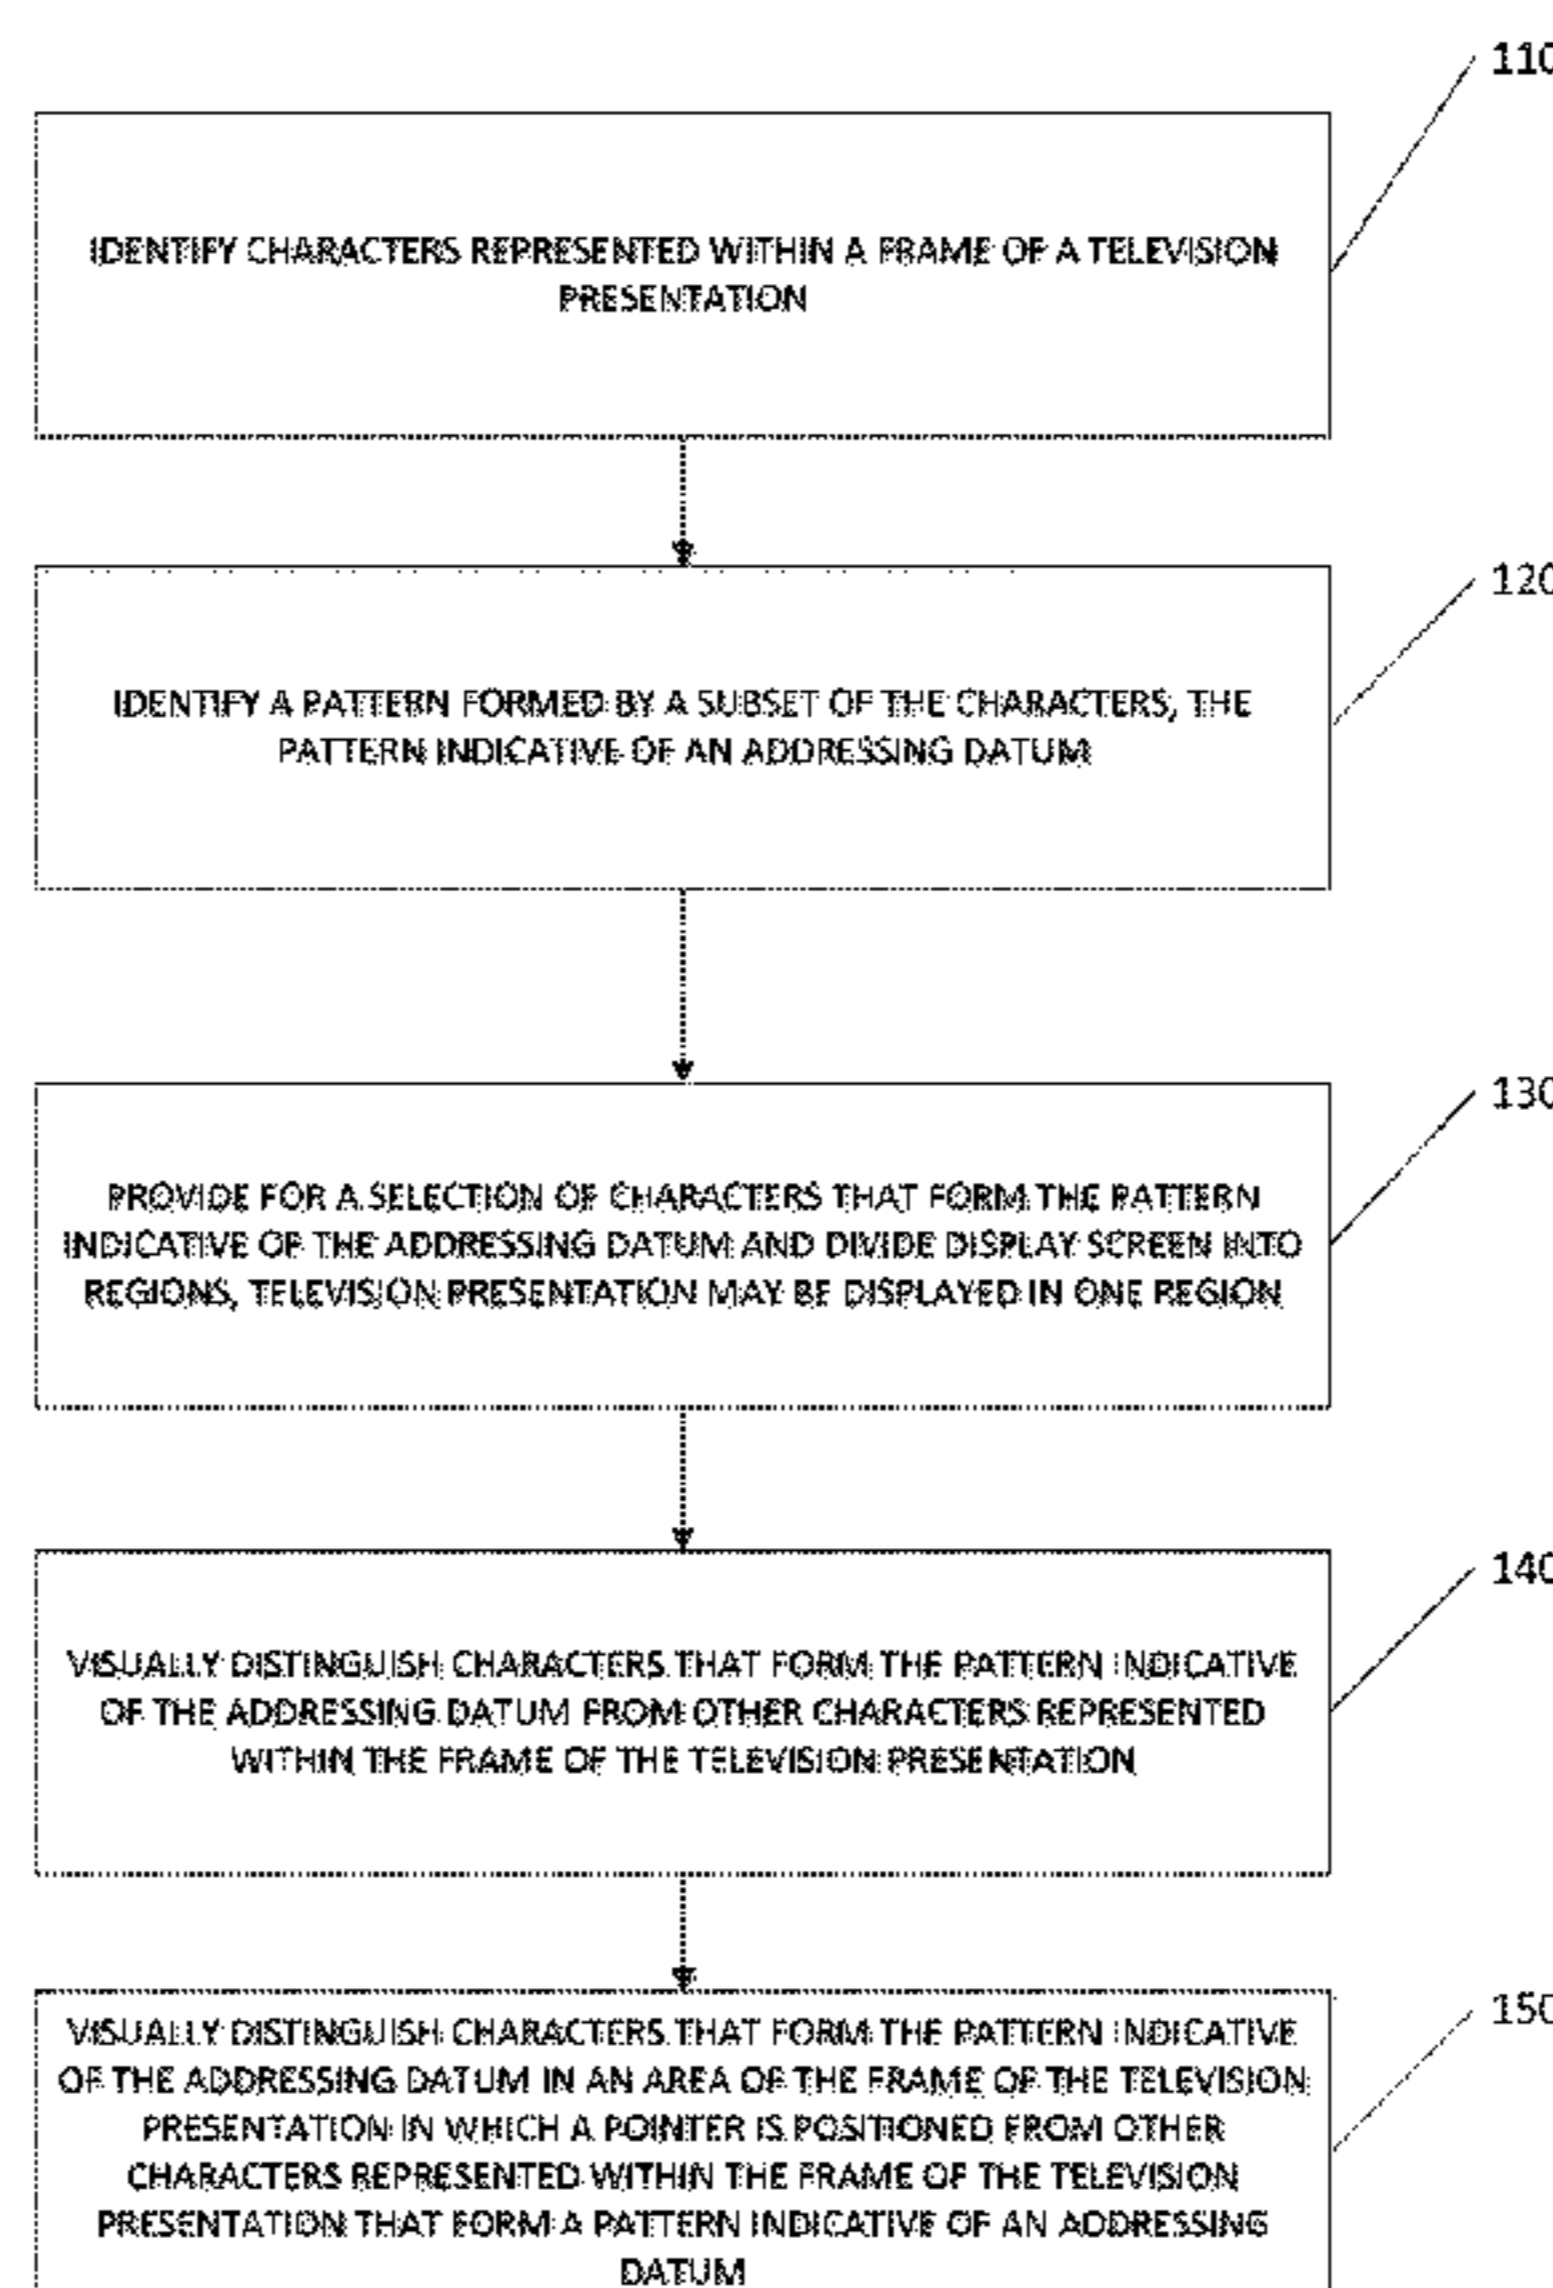 110
IDENTIFY CHARACTERS REPRESENTED WITHIN A FRAME OF A TELEVISION
PRESENTATION
120
IDENTIFY A PATTERN FORMED BY A SUBSET OF THE CHARACTERS, THE
PATTERN INDICATIVE OF AN ADDRESSING DATUM
130
PROVIDE FOR A SELECTION OF CHARACTERS THAT FORM THE PATTERN
INDICATIVE OF THE ADDRESSING DATUM AND DIVIDE DISPLAY SCREEN INTO
REGIONS, TELEVISION PRESENTATION MAY BE DISPLAYED IN ONE REGION
140
VISUALLY DISTINGUISH CHARACTERS THAT FORM THE PATTERN INDICATIVE
OF THE ADDRESSING DATUM FROM OTHER CHARACTERS REPRESENTED
WITHIN THE FRAME OF THE TELEVISION PRESENTATION
150
VISUALLY DISTINGUISH CHARACTERS THAT FORM THE PATTERN INDICATIVE
OF THE ADDRESSING DATUM IN AN AREA OF THE FRAME OF THE TELEVISION
PRESENTATION IN WHICH A POINTER IS POSITIONED FROM OTHER
CHARACTERS REPRESENTED WITHIN THE FRAME OF THE TELEVISION
PRESENTATION THAT FORM A PATTERN INDICATIVE OF AN ADDRESSING
DATUM